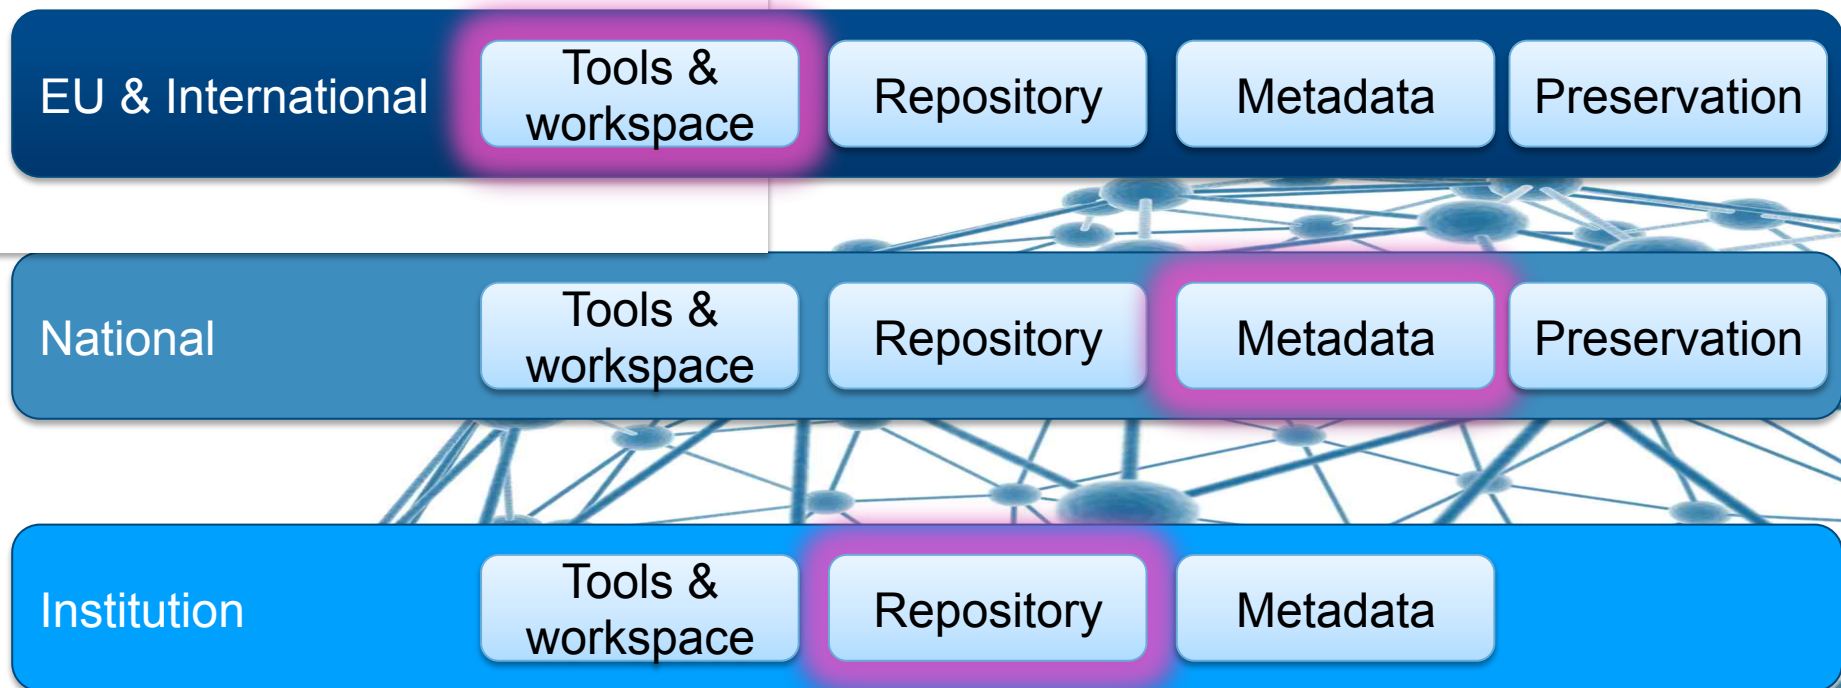 EU & International
Tools &
workspace
Repository
Metadata
Preservation
National
Tools &
workspace
Repository
Metadata
Preservation
Institution
Tools &
workspace
Repository
Metadata